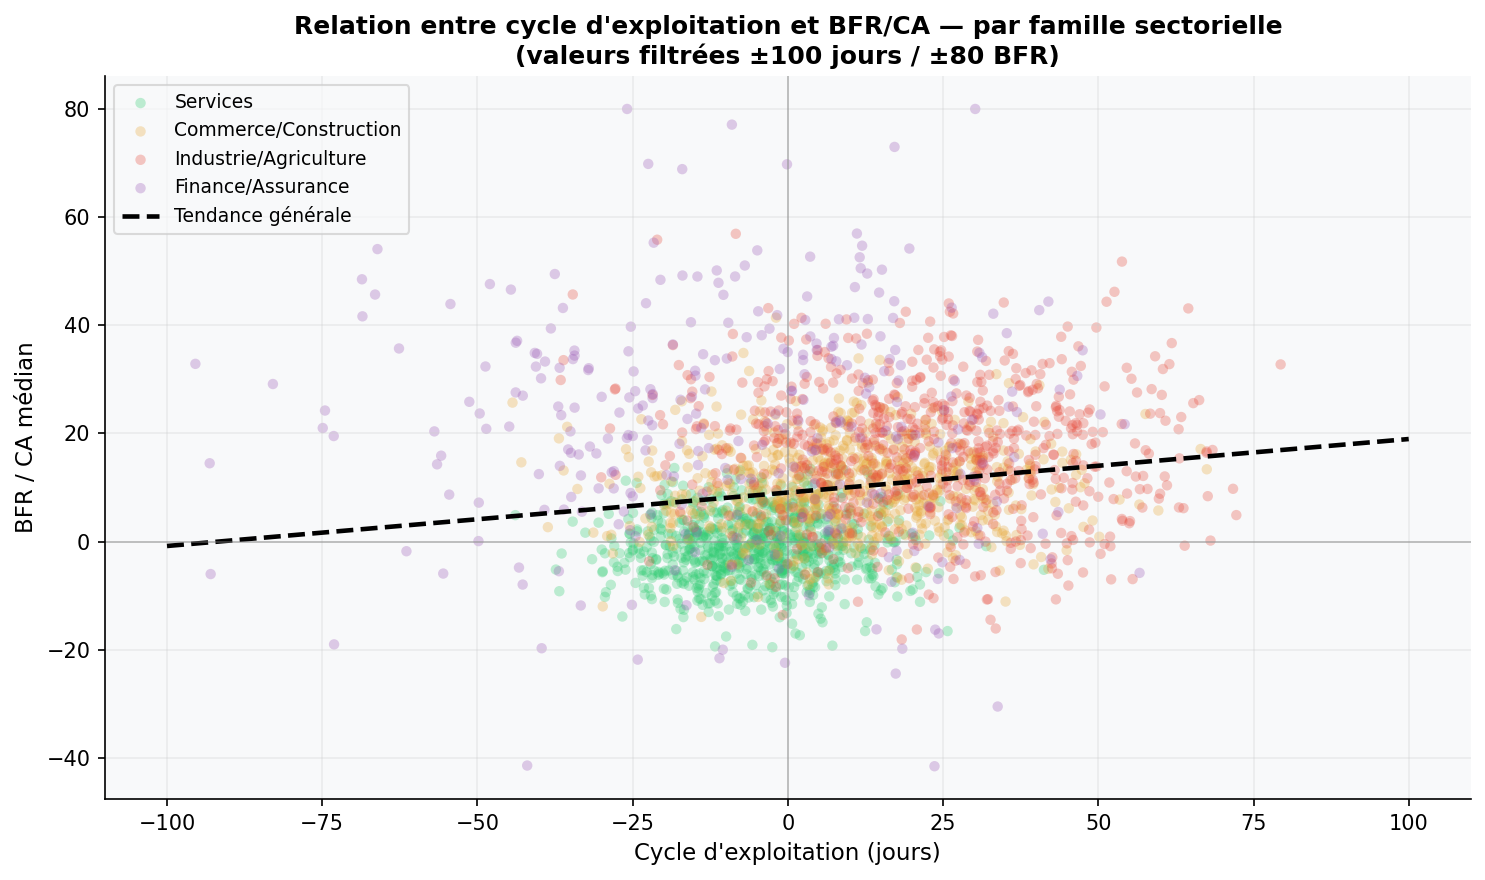 Relation entre cycle d'exploitation et BFR/CA — par famille sectorielle
(valeurs filtrées ±100 jours / ±80 BFR)
Services
Commerce/Construction
Industrie/Agriculture
Finance/Assurance
Tendance générale
BFR / CA médian
80
60
40
20
0
−20
−40
−100
−75
−50
−25
0
25
50
75
100
Cycle d'exploitation (jours)